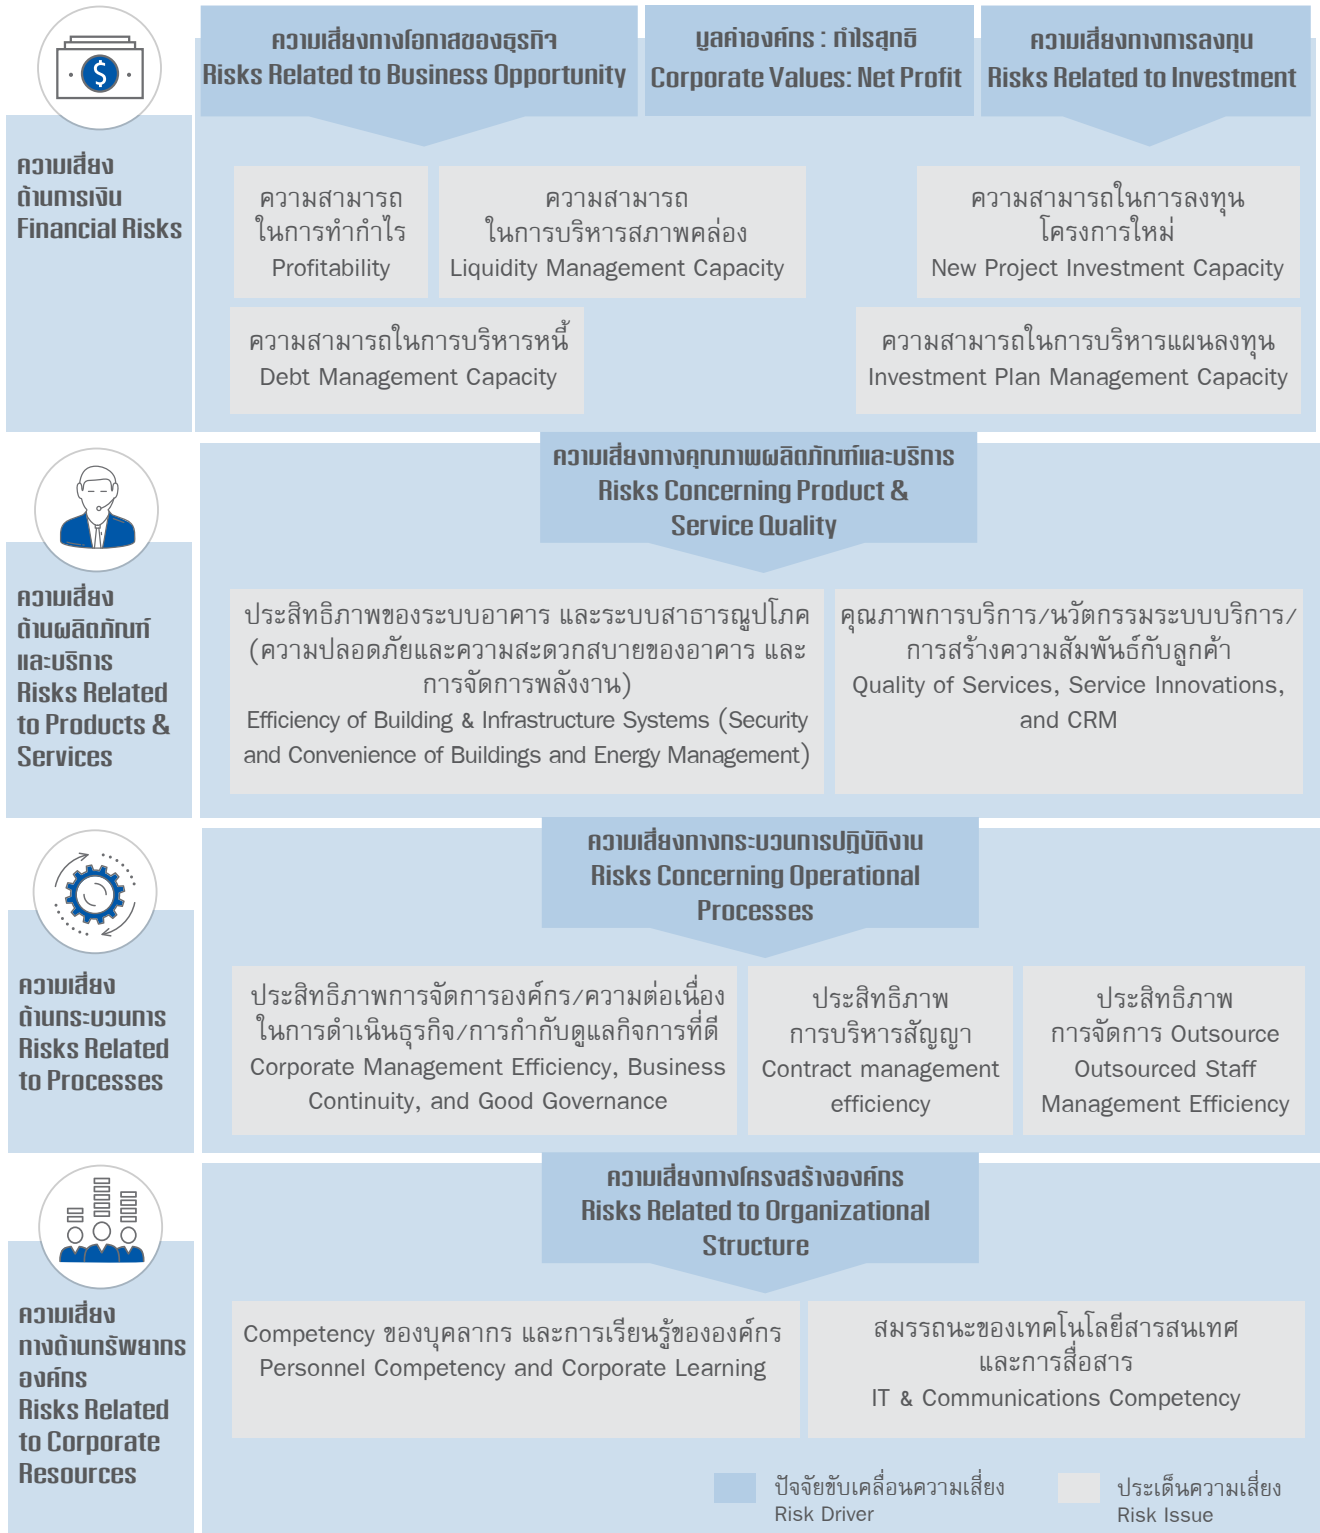 ความเสี่ยงทางโอกาสของธุรกิจ
Risks Related to Business Opportunity
มูลค่าองค์กร : กำไรสุทธิ
Corporate Values: Net Profit
ความเสี่ยงทางการลงทุน
Risks Related to Investment
ความเสี่ยง
ด้านการเงิน
Financial Risks
ความสามารถ
ในการทำกำไร
Profitability
ความสามารถ
ในการบริหารสภาพคล่อง
Liquidity Management Capacity
ความสามารถในการลงทุน
โครงการใหม่
New Project Investment Capacity
ความสามารถในการบริหารหนี้
Debt Management Capacity
ความสามารถในการบริหารแผนลงทุน
Investment Plan Management Capacity
ความเสี่ยงทางคุณภาพผลิตภัณฑ์และบริการ
Risks Concerning Product &
Service Quality
ความเสี่ยง
ด้านผลิตภัณฑ์
และบริการ
Risks Related
to Products &
Services
ประสิทธิภาพของระบบอาคาร และระบบสาธารณูปโภค
(ความปลอดภัยและความสะดวกสบายของอาคาร และ
การจัดการพลังงาน)
Efficiency of Building & Infrastructure Systems (Security
and Convenience of Buildings and Energy Management)
คุณภาพการบริการ/นวัตกรรมระบบบริการ/
การสร้างความสัมพันธ์กับลูกค้า
Quality of Services, Service Innovations,
and CRM
ความเสี่ยงทางกระบวนการปฏิบัติงาน
Risks Concerning Operational
Processes
ความเสี่ยง
ด้านกระบวนการ
Risks Related
to Processes
ประสิทธิภาพการจัดการองค์กร/ความต่อเนื่อง
ในการดำเนินธุรกิจ/การกำกับดูแลกิจการที่ดี
Corporate Management Efficiency, Business
Continuity, and Good Governance
ประสิทธิภาพ
การบริหารสัญญา
Contract management
efficiency
ประสิทธิภาพ
การจัดการ Outsource
Outsourced Staff
Management Efficiency
ความเสี่ยงทางโครงสร้างองค์กร
Risks Related to Organizational
Structure
ความเสี่ยง
ทางด้านทรัพยากร
องค์กร
Risks Related
to Corporate
Resources
Competency ของบุคลากร และการเรียนรู้ขององค์กร
Personnel Competency and Corporate Learning
สมรรถนะของเทคโนโลยีสารสนเทศ
และการสื่อสาร
IT & Communications Competency
ปัจจัยขับเคลื่อนความเสี่ยง
Risk Driver
ประเด็นความเสี่ยง
Risk Issue